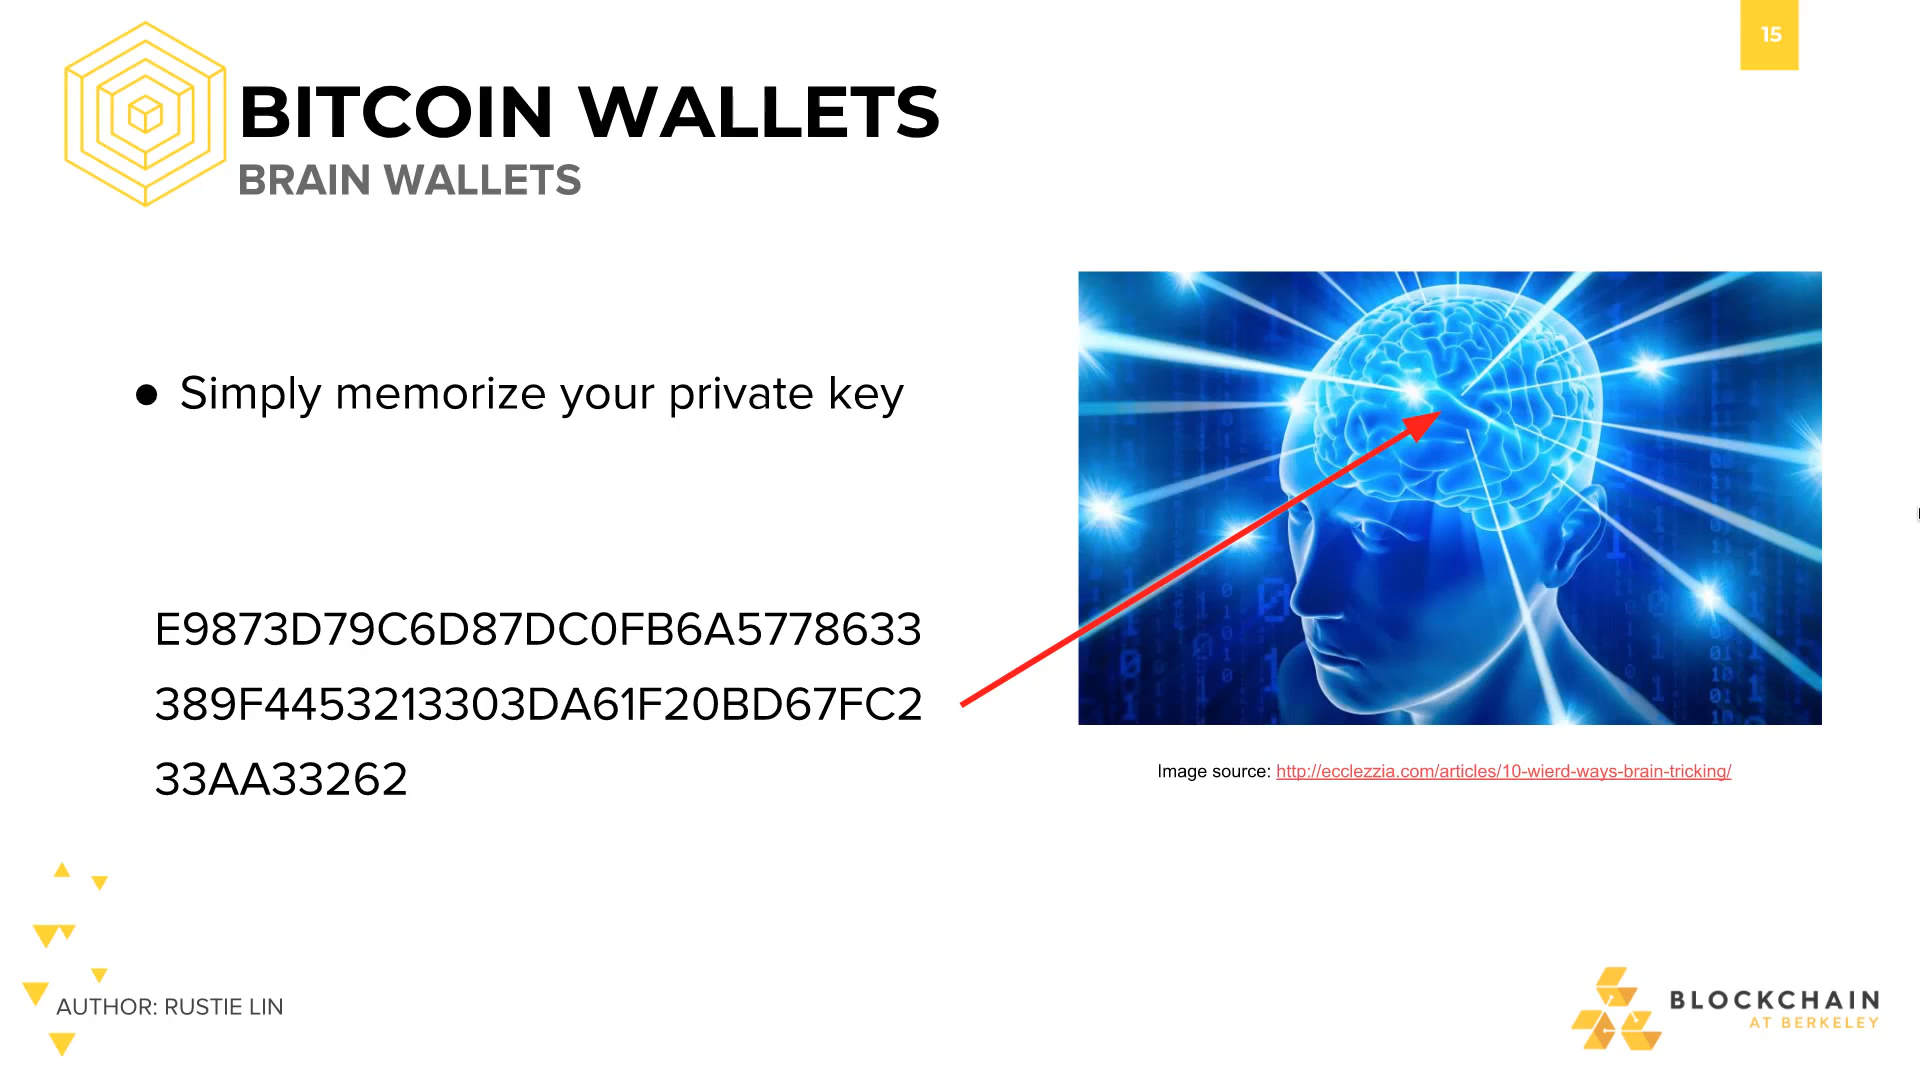 15
BITCOIN WALLETS
BRAIN WALLETS
● Simply memorize your private key
E9873D79C6D87DC0FB6A5778633
389F4453213303DA61F20BD67FC2
33AA33262
Image source: http://ecclezzia.com/articles/10-wierd-ways-brain-tricking/
AUTHOR: RUSTIE LIN
BLOCKCHAIN
AT BERKELEY